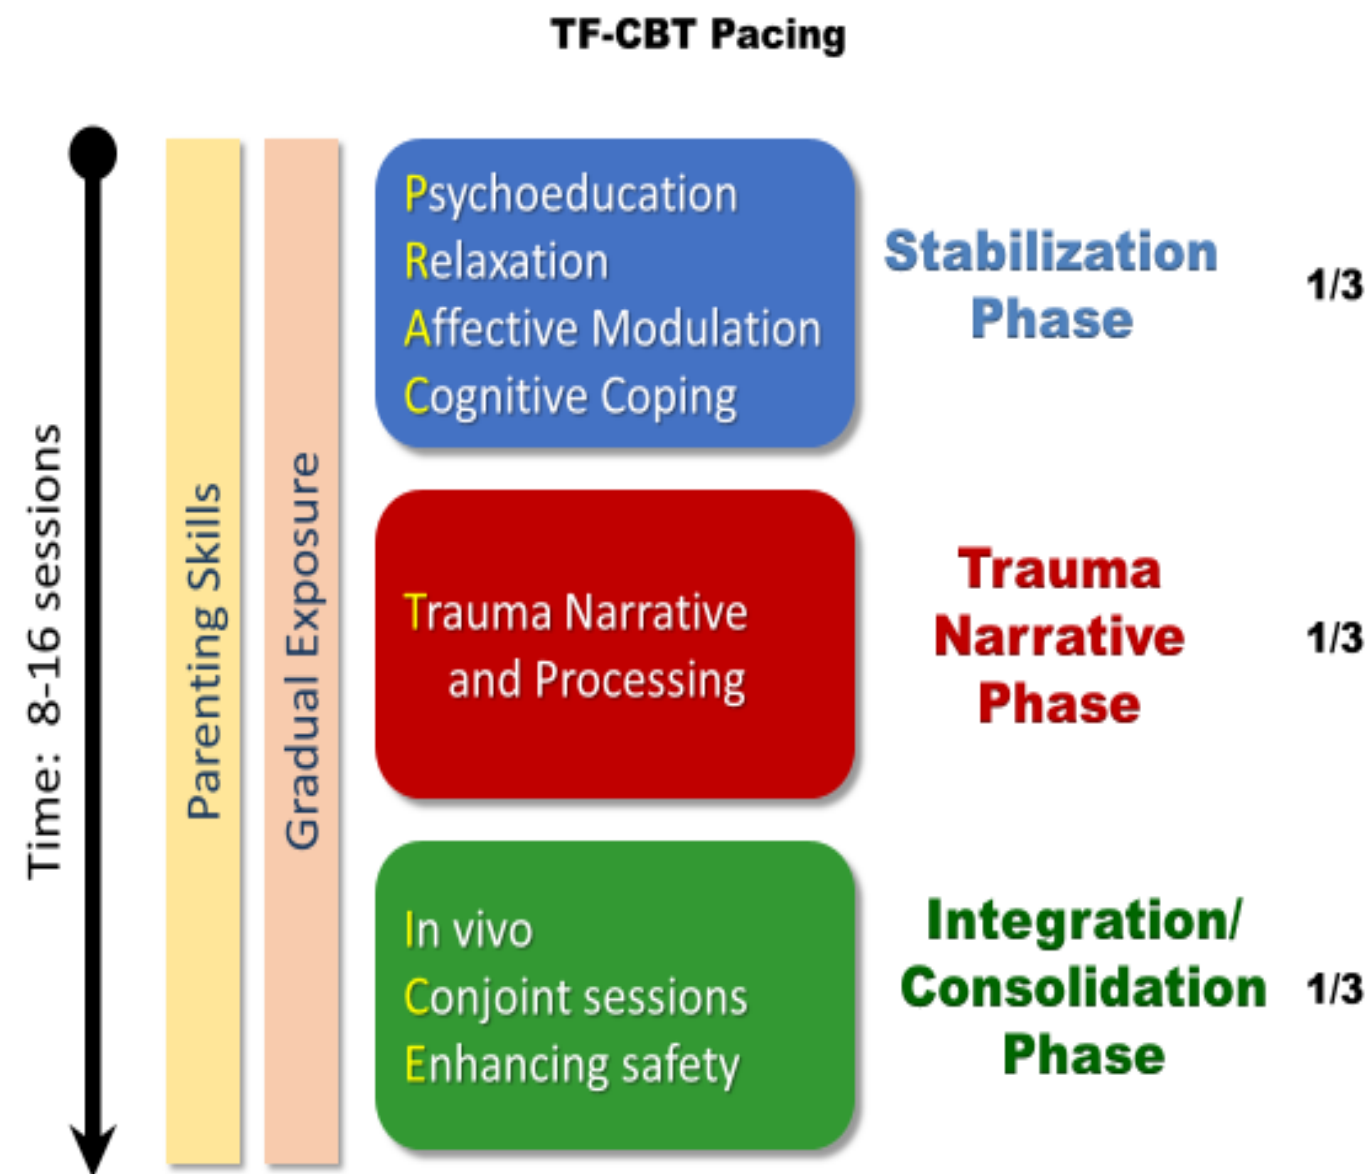 TF-CBT Pacing
Time: 8-16 sessions
Parenting Skills
Gradual Exposure
Psychoeducation
Relaxation
Affective Modulation
Cognitive Coping
Stabilization
Phase
1/3
Trauma Narrative
and Processing
Trauma
Narrative
Phase
1/3
In vivo
Conjoint sessions
Enhancing safety
Integration/
Consolidation
Phase
1/3